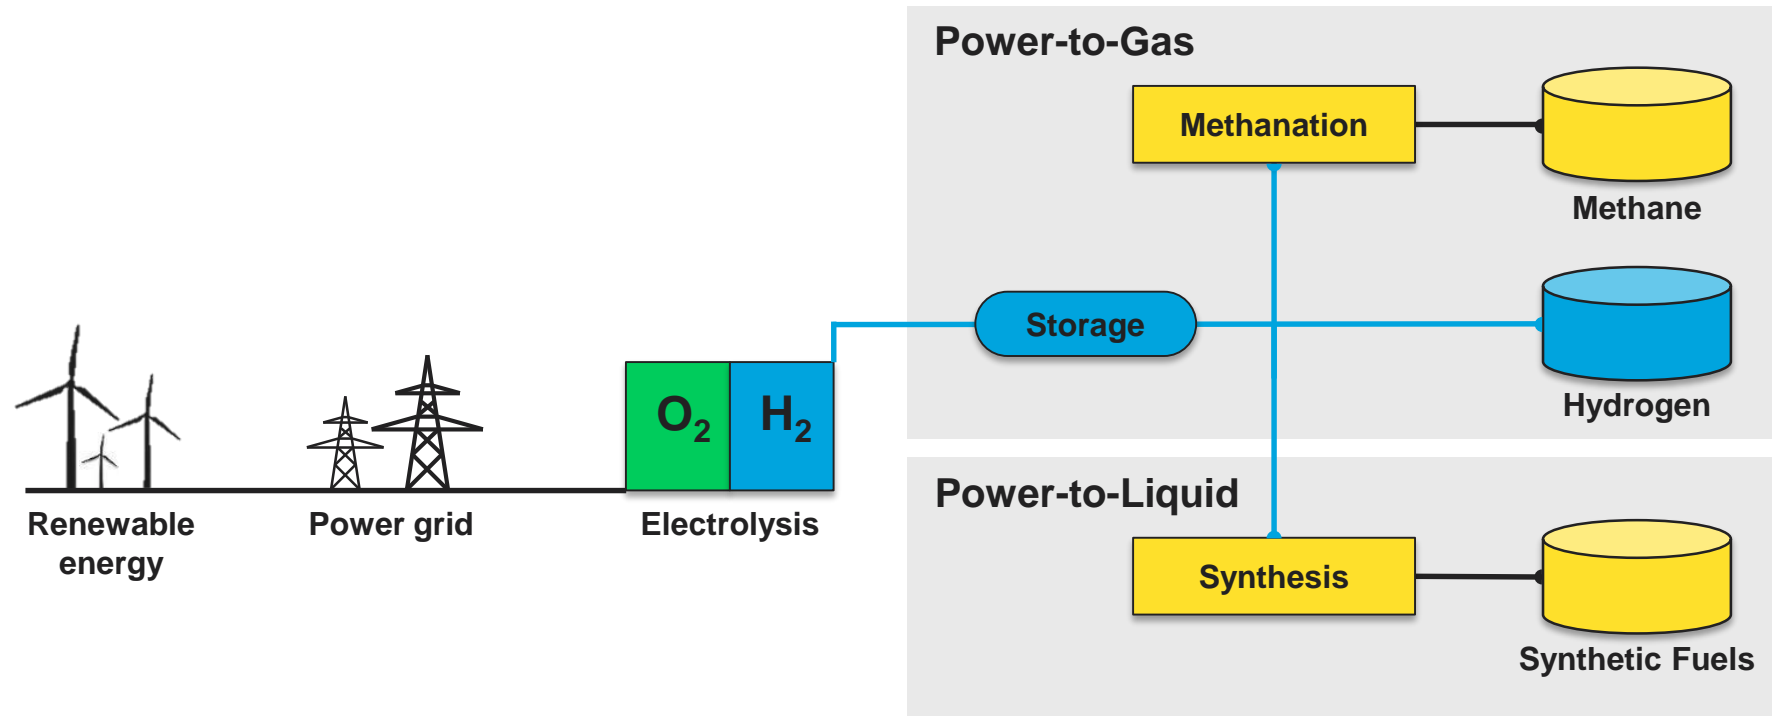 Power-to-Gas
Methanation
Methane
Storage
Hydrogen
O₂
H₂
Renewable
energy
Power grid
Electrolysis
Power-to-Liquid
Synthesis
Synthetic Fuels